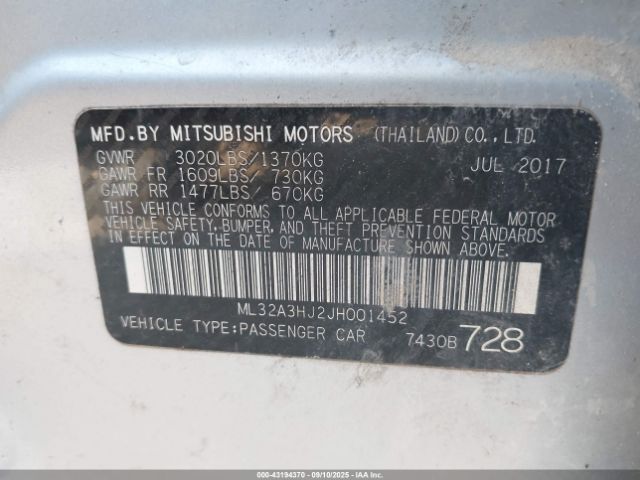 MFD.BY MITSUBISHI MOTORS (THAILAND)CO.,LTD.
GVWR 3020LBS/1370KG JUL 2017
GAWR FR 1609LBS/ 730KG
GAWR RR 1477LBS/ 670KG
THIS VEHICLE CONFORMS TO ALL APPLICABLE FEDERAL MOTOR
VEHICLE SAFETY, BUMPER, AND THEFT PREVENTION STANDARDS
IN EFFECT ON THE DATE OF MANUFACTURE SHOWN ABOVE.
ML32A3HJ2JH001452
VEHICLE TYPE:PASSENGER CAR 7430B 728
000-43194370 - 09/10/2025 - COPYRIGHT IAA, LLC.